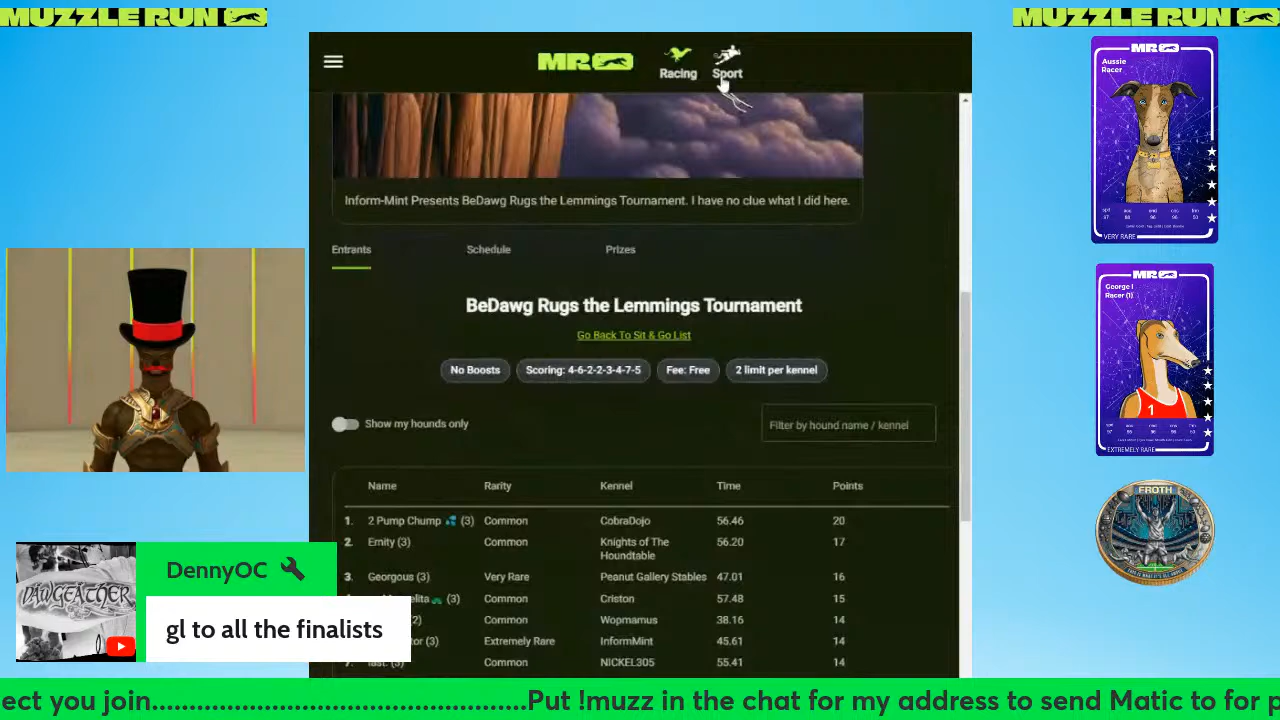 MUZZLE RUN
MUZZLE RUN
MR
Racing
Sport
Inform-Mint Presents BeDawg Rugs the Lemmings Tournament. I have no clue what I did here.
Entrants
Schedule
Prizes
BeDawg Rugs the Lemmings Tournament
Go Back To Sit & Go List
No Boosts
Scoring: 4-6-2-2-3-4-7-5
Fee: Free
2 limit per kennel
Show my hounds only
Filter by hound name / kennel
Name Rarity Kennel Time Points
1. 2 Pump Chump 💦 (3) Common CobraDojo 56.46 20
2. Emity (3) Common Knights of The Houndtable 56.20 17
3. Georgous (3) Very Rare Peanut Gallery Stables 47.01 16
elita (3) Common Criston 57.48 15
(2) Common Wopmamus 38.16 14
tor (3) Extremely Rare InformMint 45.61 14
7. Common NICKEL305 55.41 14
DAWGFATHER
DennyOC
gl to all the finalists
MR
Aussie
Racer
spd
97
VERY RARE
MR
George I
Racer (1)
1
EXTREMELY RARE
FROTH
ect you join................................................Put !muzz in the chat for my address to send Matic to for p